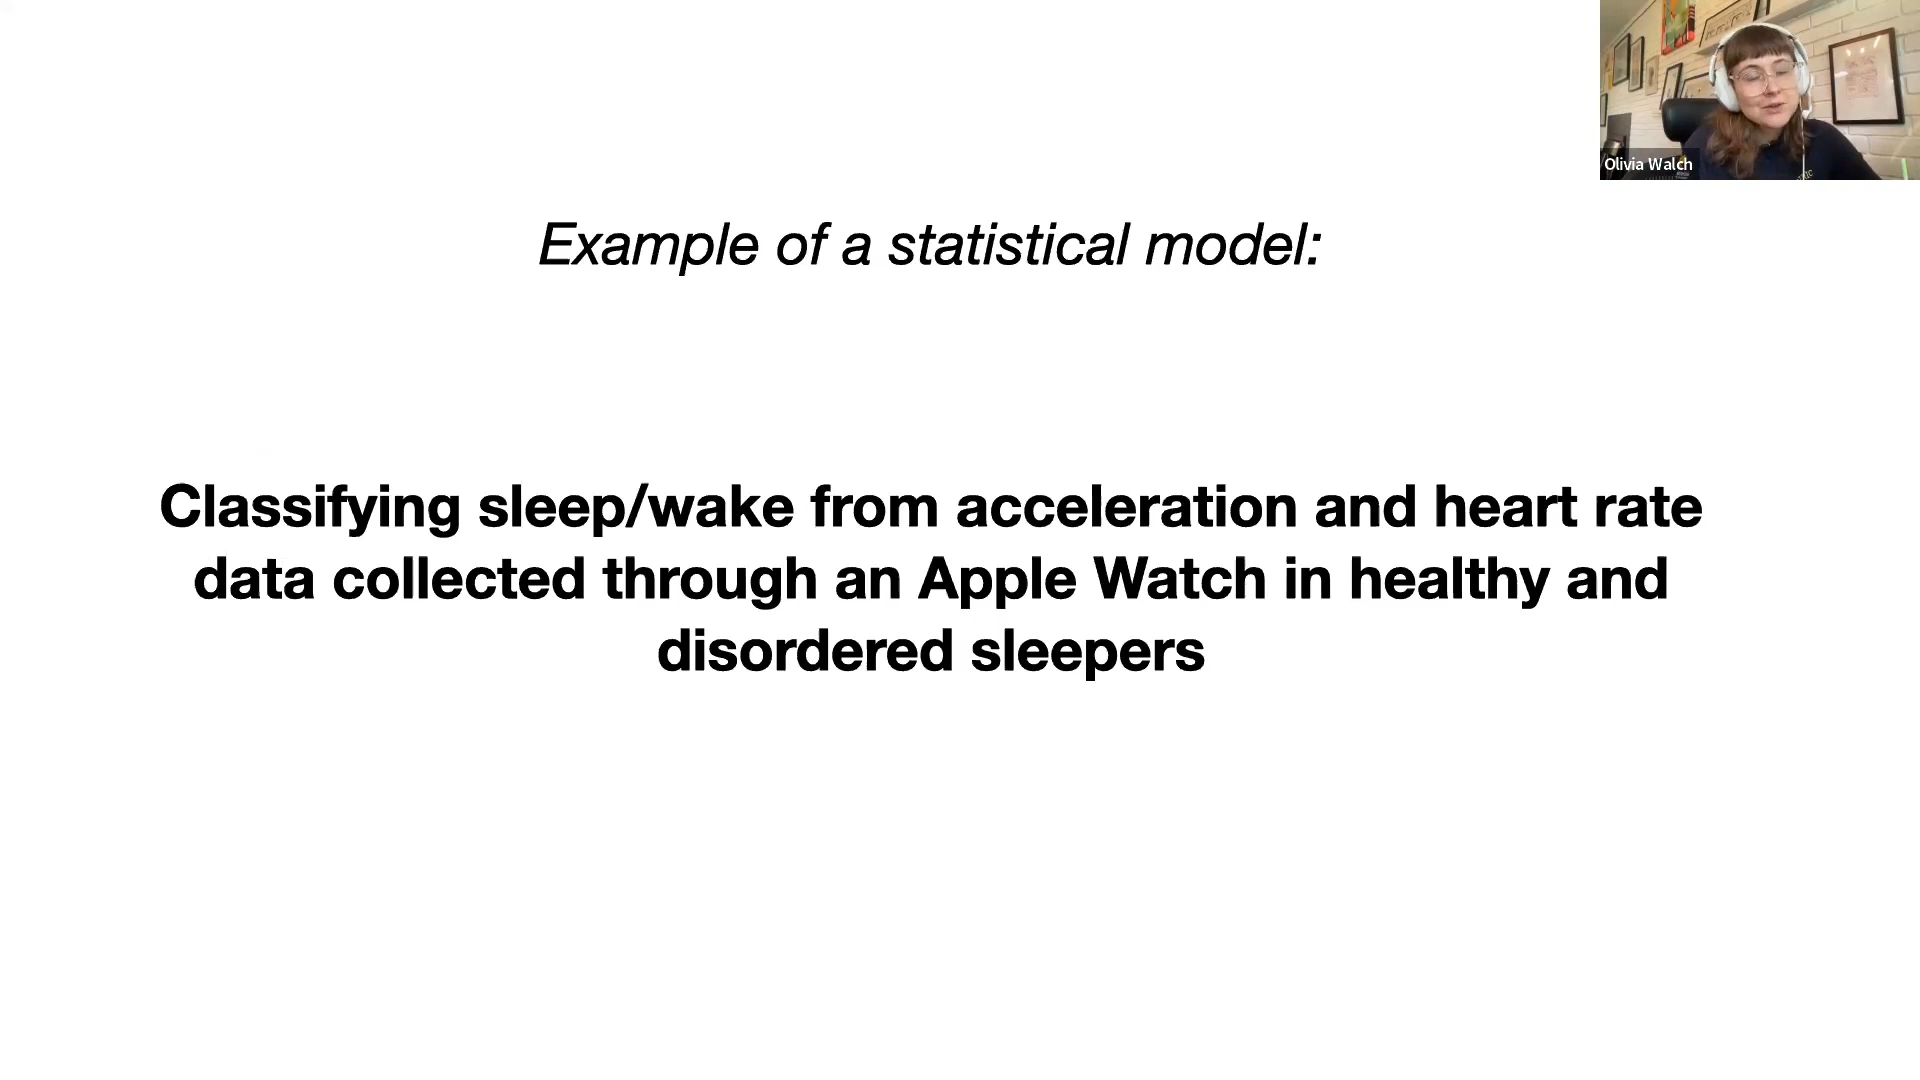 Olivia Walch
Example of a statistical model:
Classifying sleep/wake from acceleration and heart rate
data collected through an Apple Watch in healthy and
disordered sleepers